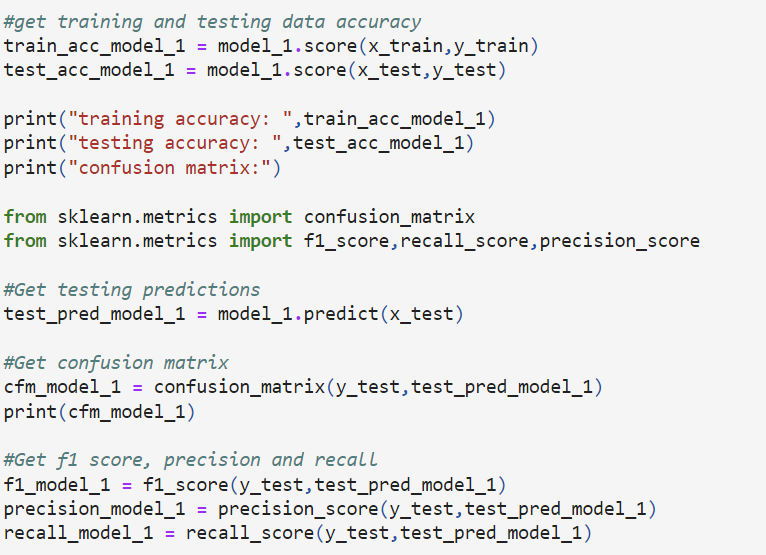 #get training and testing data accuracy
train_acc_model_1 = model_1.score(x_train,y_train)
test_acc_model_1 = model_1.score(x_test,y_test)
print("training accuracy: ",train_acc_model_1)
print("testing accuracy: ",test_acc_model_1)
print("confusion matrix:")
from sklearn.metrics import confusion_matrix
from sklearn.metrics import f1_score,recall_score,precision_score
#Get testing predictions
test_pred_model_1 = model_1.predict(x_test)
#Get confusion matrix
cfm_model_1 = confusion_matrix(y_test,test_pred_model_1)
print(cfm_model_1)
#Get f1 score, precision and recall
f1_model_1 = f1_score(y_test,test_pred_model_1)
precision_model_1 = precision_score(y_test,test_pred_model_1)
recall_model_1 = recall_score(y_test,test_pred_model_1)